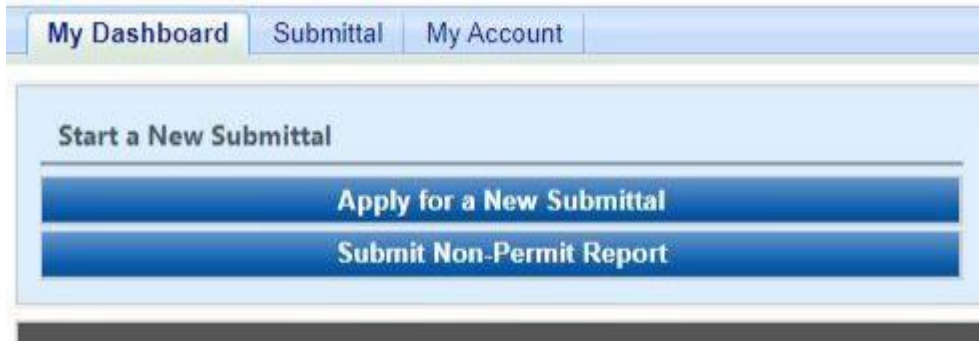 My Dashboard Submittal My Account
Start a New Submittal
Apply for a New Submittal
Submit Non-Permit Report